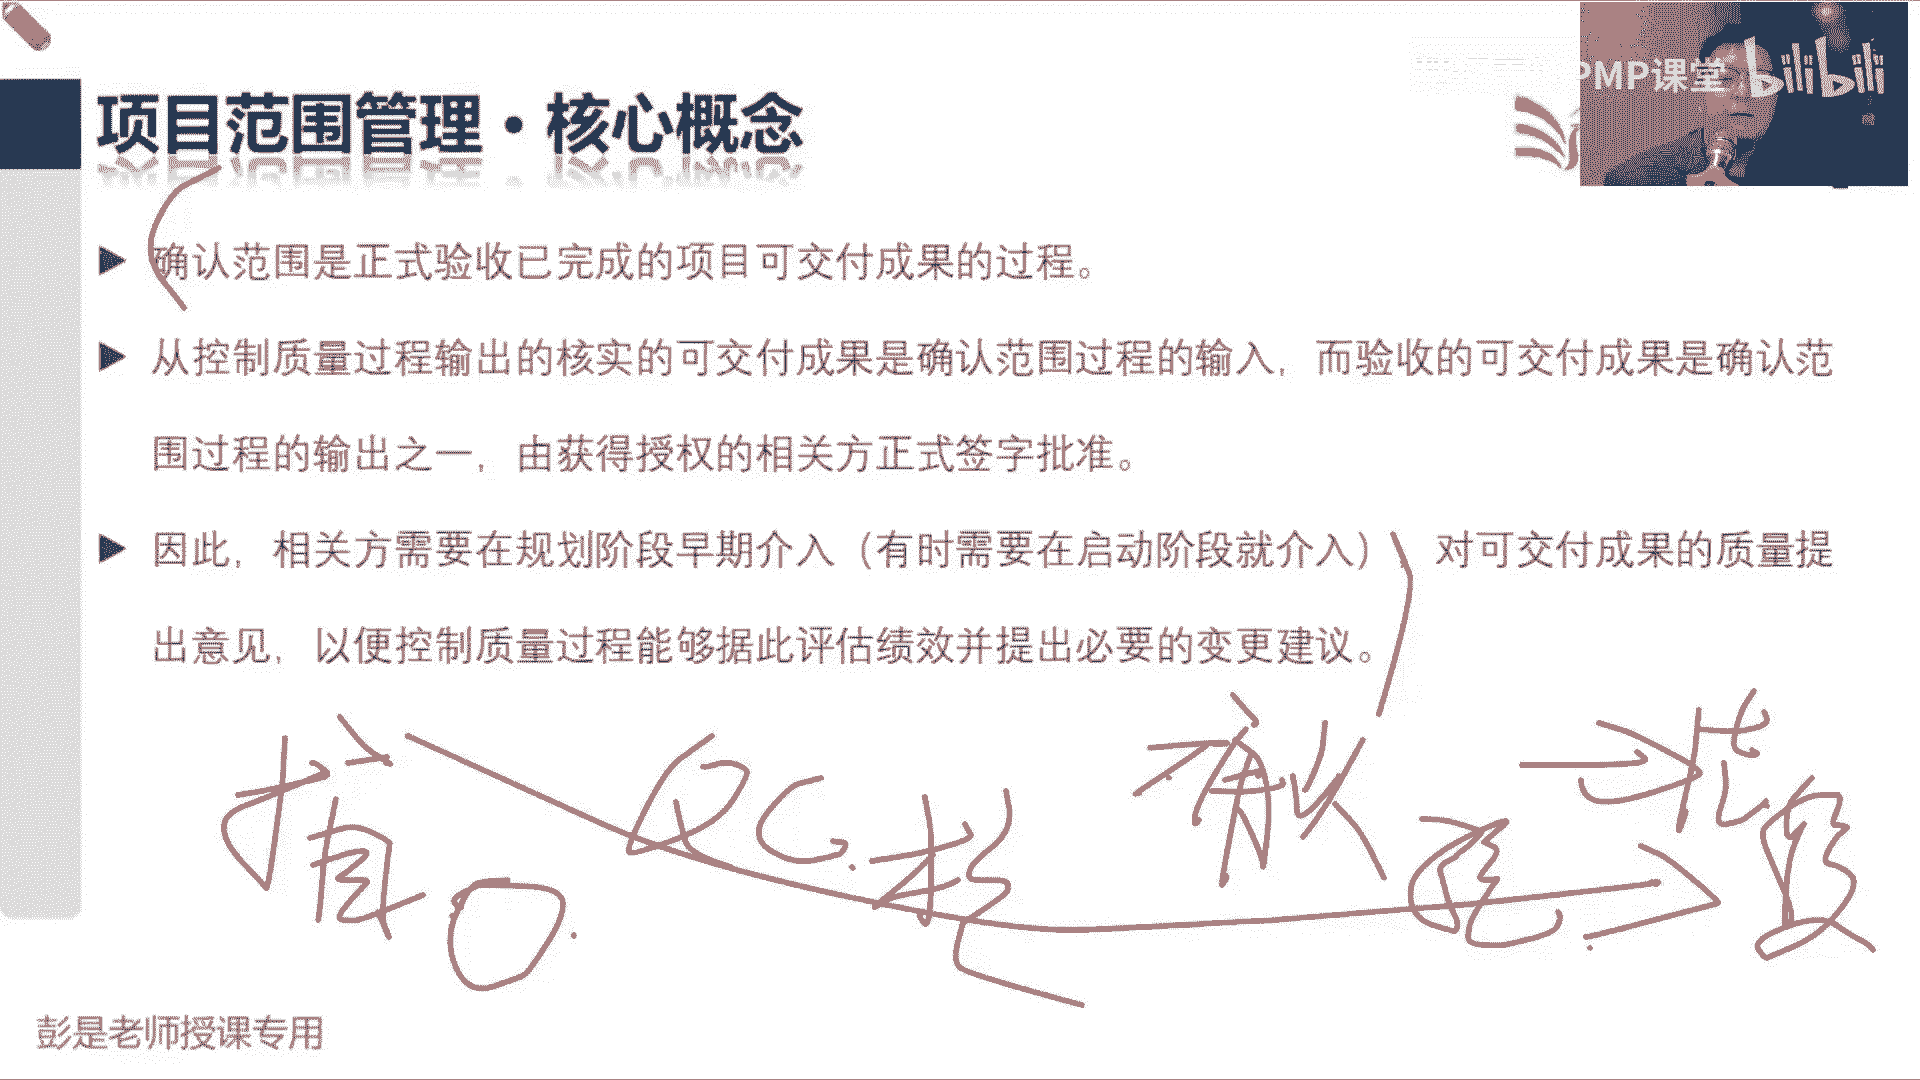 PMP课堂 bilibili
项目范围管理·核心概念
确认范围是正式验收已完成的项目可交付成果的过程。
从控制质量过程输出的核实的可交付成果是确认范围过程的输入，而验收的可交付成果是确认范
围过程的输出之一，由获得授权的相关方正式签字批准。
因此，相关方需要在规划阶段早期介入（有时需要在启动阶段就介入），对可交付成果的质量提
出意见，以便控制质量过程能够据此评估绩效并提出必要的变更建议。
QC.
彭是老师授课专用